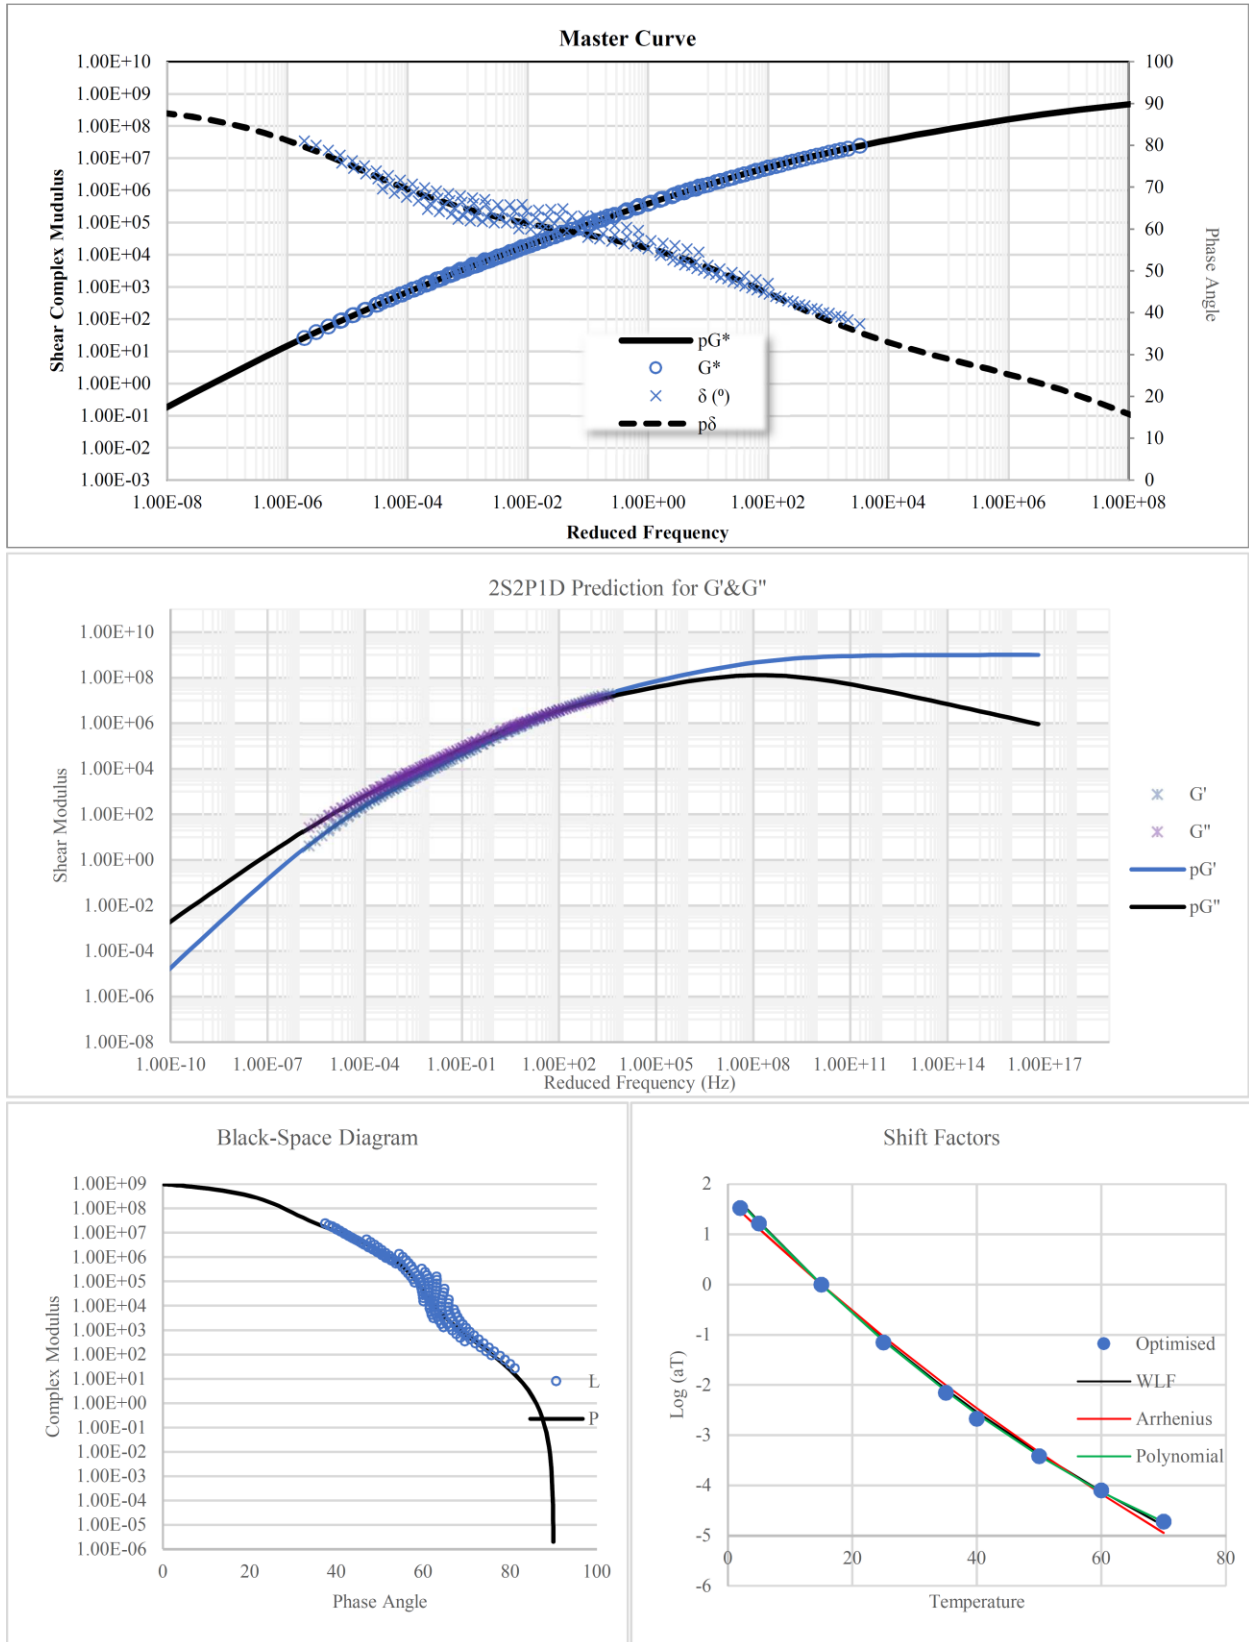 Master Curve
1.00E+10
1.00E+09
1.00E+08
1.00E+07
1.00E+06
1.00E+05
1.00E+04
1.00E+03
1.00E+02
1.00E+01
1.00E+00
1.00E-01
1.00E-02
1.00E-03
Shear Complex Mudulus
100
90
80
70
60
50
40
30
20
10
0
Phase Angle
pG*
G*
δ (º)
pδ
1.00E-08 1.00E-06 1.00E-04 1.00E-02 1.00E+00 1.00E+02 1.00E+04 1.00E+06 1.00E+08
Reduced Frequency
2S2P1D Prediction for G'&G"
1.00E+10
1.00E+08
1.00E+06
1.00E+04
1.00E+02
1.00E+00
1.00E-02
1.00E-04
1.00E-06
1.00E-08
Shear Modulus
G'
G"
pG'
pG"
1.00E-10 1.00E-07 1.00E-04 1.00E-01 1.00E+02 1.00E+05 1.00E+08 1.00E+11 1.00E+14 1.00E+17
Reduced Frequency (Hz)
Black-Space Diagram
1.00E+09
1.00E+08
1.00E+07
1.00E+06
1.00E+05
1.00E+04
1.00E+03
1.00E+02
1.00E+01
1.00E+00
1.00E-01
1.00E-02
1.00E-03
1.00E-04
1.00E-05
1.00E-06
Complex Modulus
L
P
0 20 40 60 80 100
Phase Angle
Shift Factors
2
1
0
-1
-2
-3
-4
-5
-6
Log (aT)
Optimised
WLF
Arrhenius
Polynomial
0 20 40 60 80
Temperature